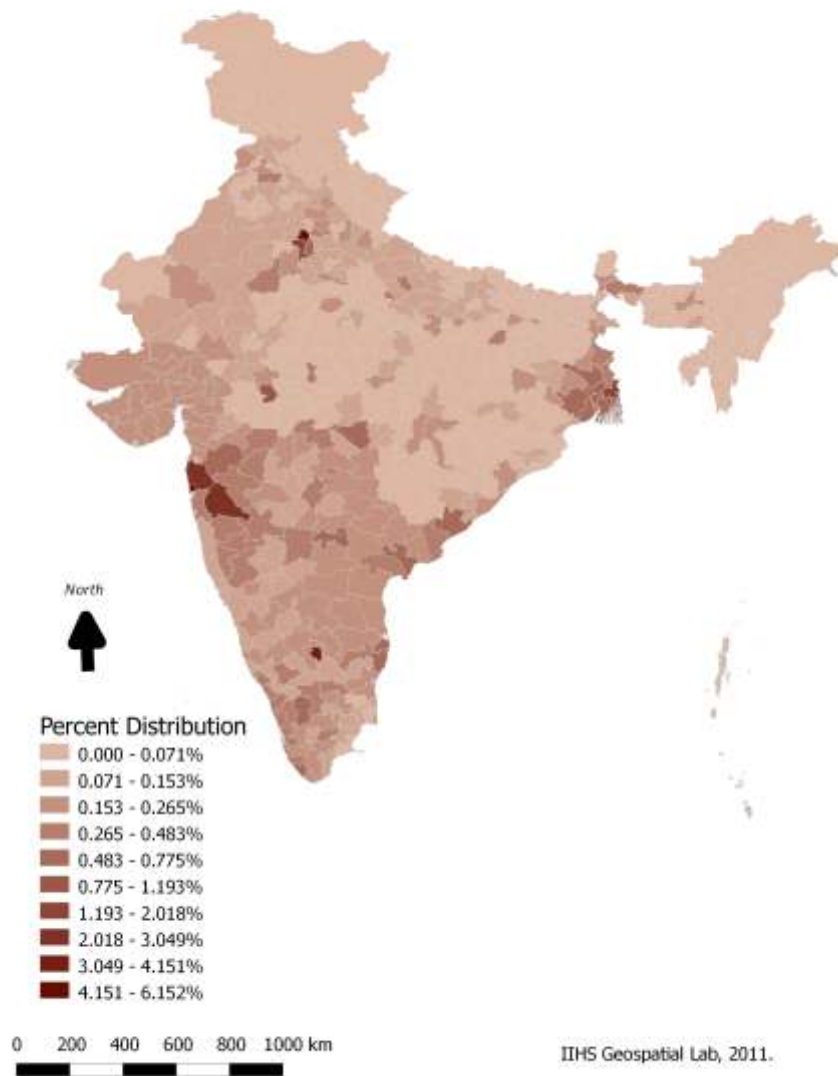 North
Percent Distribution
0.000 - 0.071%
0.071 - 0.153%
0.153 - 0.265%
0.265 - 0.483%
0.483 - 0.775%
0.775 - 1.193%
1.193 - 2.018%
2.018 - 3.049%
3.049 - 4.151%
4.151 - 6.152%
0 200 400 600 800 1000 km
IIHS Geospatial Lab, 2011.